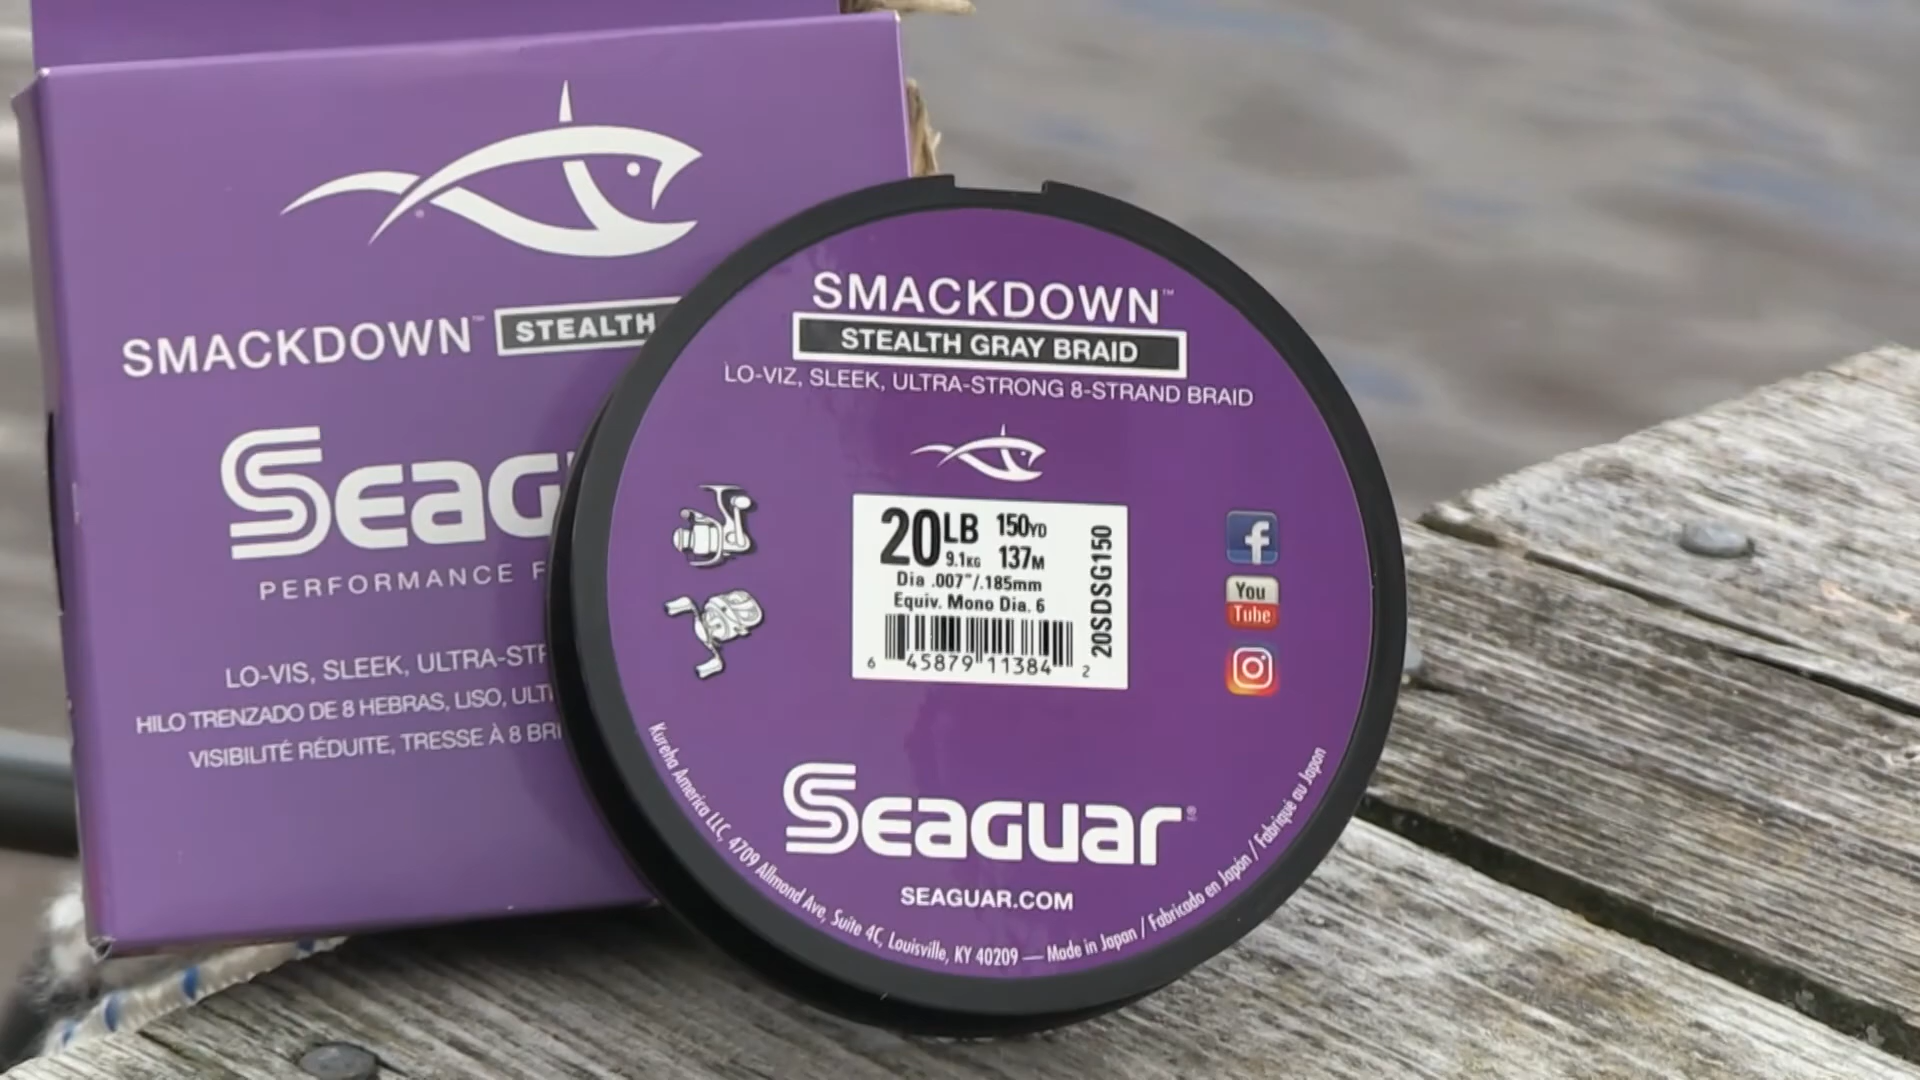 SMACKDOWN™ STEALTH
SEAG
PERFORMANCE F
LO-VIS, SLEEK, ULTRA-STR
HILO TRENZADO DE 8 HEBRAS, LISO, ULT
VISIBILITÉ RÉDUITE, TRESSE À 8 BRI
SMACKDOWN™
STEALTH GRAY BRAID
LO-VIZ, SLEEK, ULTRA-STRONG 8-STRAND BRAID
20LB 150YD
9.1KG 137M
Dia .007"/.185mm
Equiv. Mono Dia. 6
6 45879 11384 2
20SDSG150
f
You
Tube
SEAGUAR®
SEAGUAR.COM
Kureha America LLC, 4709 Allmond Ave, Suite 4C, Louisville, KY 40209 — Made in Japan / Fabricado en Japón / Fabriqué au Japon